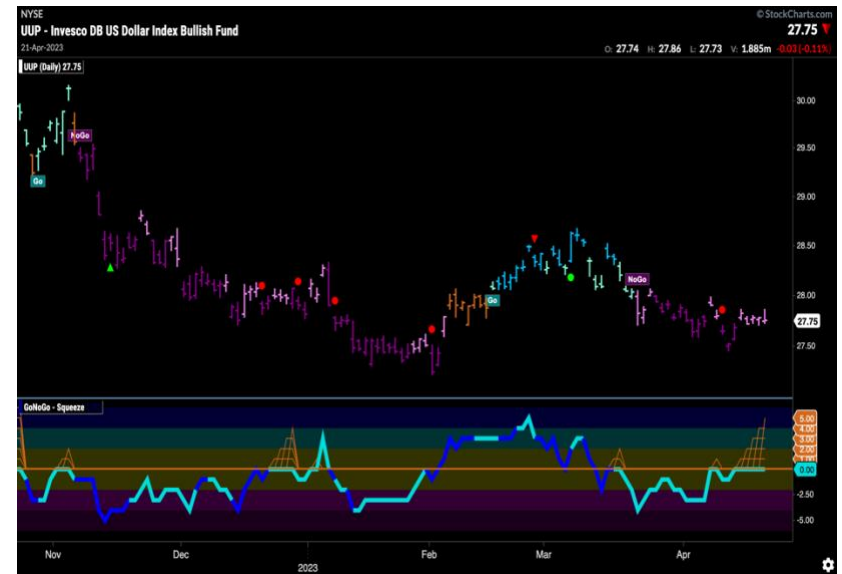 NYSE © StockCharts.com
UUP - Invesco DB US Dollar Index Bullish Fund 27.75
21-Apr-2023 O: 27.74 H: 27.86 L: 27.73 V: 1.885m -0.03 (-0.11%)
UUP (Daily) 27.75
30.00
NoGo
29.50
Go
29.00
28.50
NoGo
28.00
Go
27.75
27.50
GoNoGo - Squeeze
5.00
4.00
3.00
2.00
1.00
0.00
-2.50
-5.00
Nov Dec 2023 Feb Mar Apr